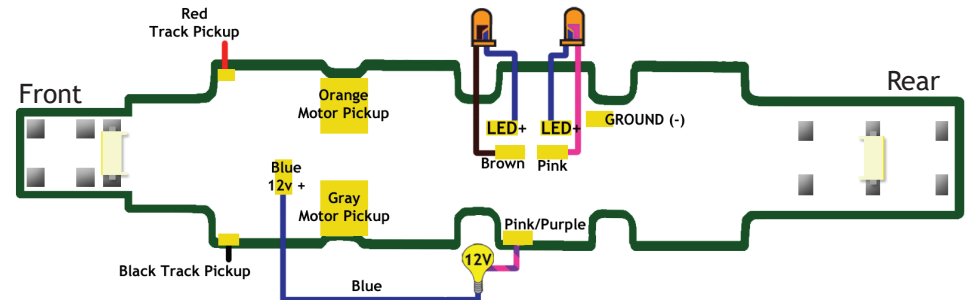 Red
Track Pickup
Front
Rear
Orange
Motor Pickup
LED+
LED+
GROUND (-)
Brown
Pink
Blue
12v +
Gray
Motor Pickup
Pink/Purple
Black Track Pickup
12V
Blue